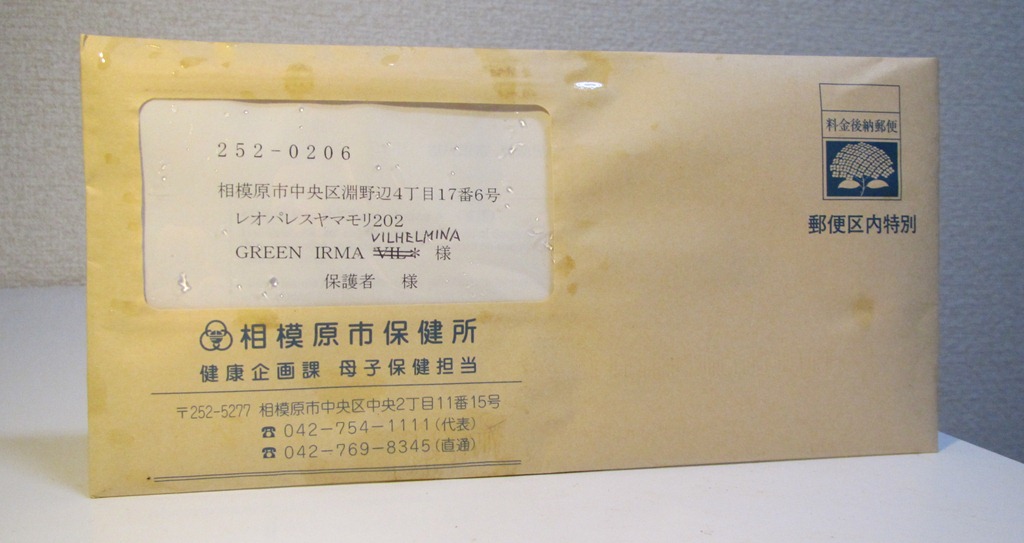 252-0206
相模原市中央区淵野辺4丁目17番6号
レオパレスヤマモリ202
VILHELMINA
GREEN IRMA VIL* 様
保護者 様
相模原市保健所
健康企画課 母子保健担当
〒252-5277 相模原市中央区中央2丁目11番15号
☎ 042-754-1111(代表)
☎ 042-769-8345(直通)
料金後納郵便
郵便区内特別